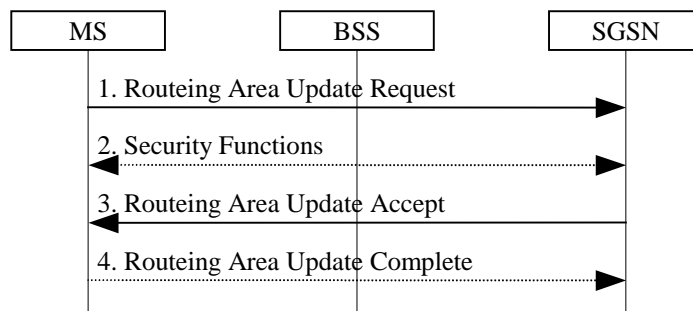 MS BSS SGSN
1. Routeing Area Update Request
2. Security Functions
3. Routeing Area Update Accept
4. Routeing Area Update Complete